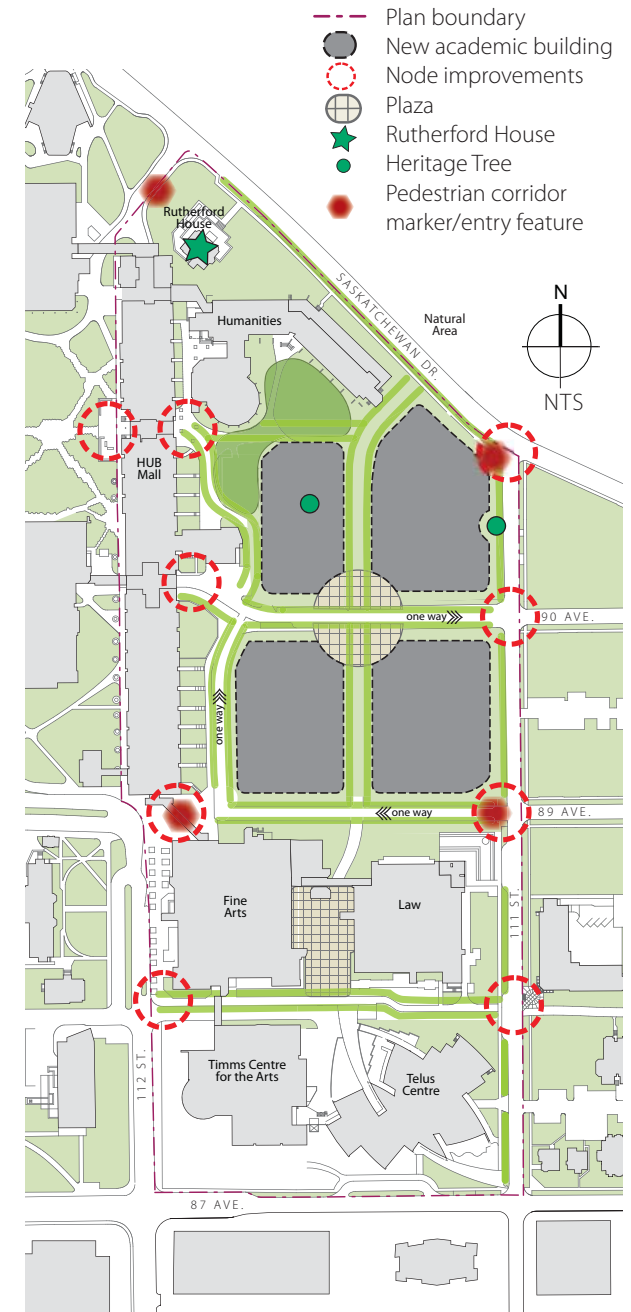 Plan boundary
New academic building
Node improvements
Plaza
Rutherford House
Heritage Tree
Pedestrian corridor
marker/entry feature
Rutherford
House
SASKATCHEWAN DR.
Natural
Area
N
NTS
Humanities
HUB
Mall
one way
90 AVE.
one way
one way
89 AVE.
Fine
Arts
Law
111 ST.
112 ST.
Timms Centre
for the Arts
Telus
Centre
87 AVE.